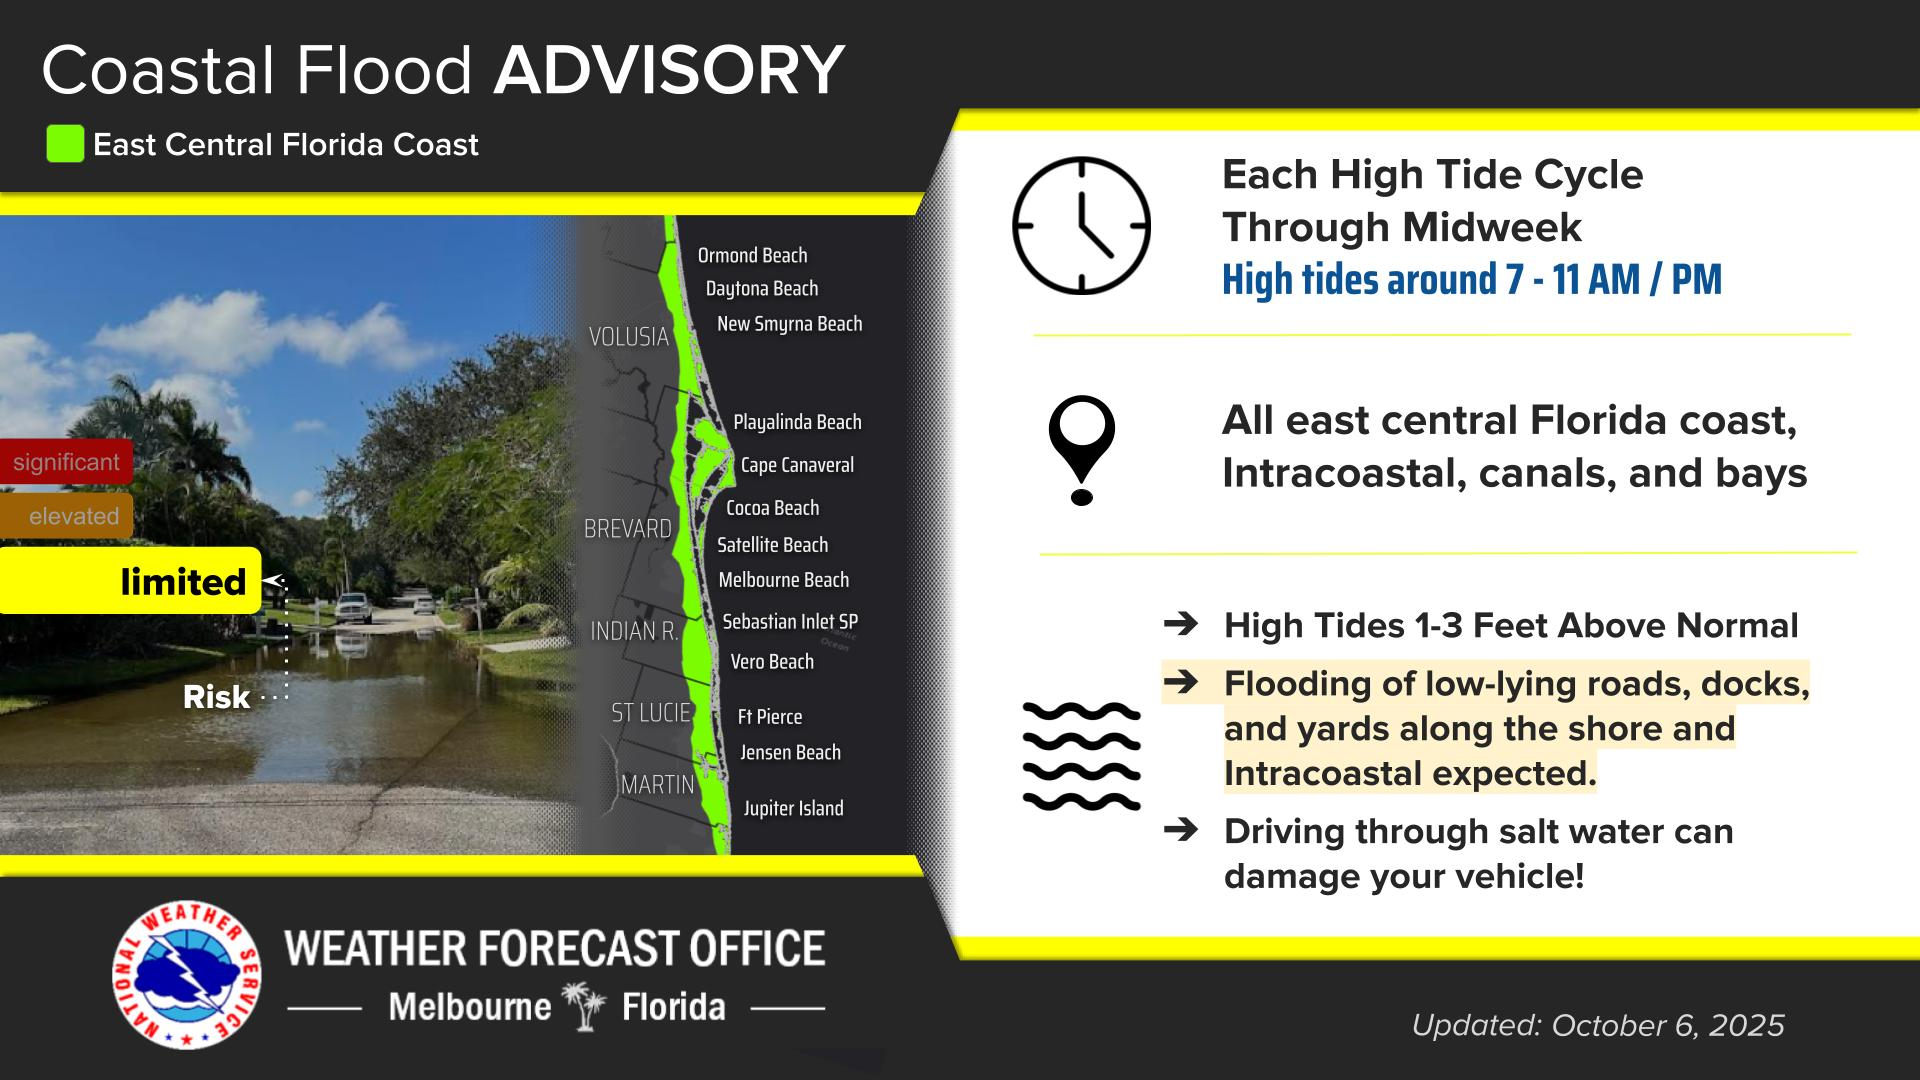 Coastal Flood ADVISORY
East Central Florida Coast
significant
elevated
limited
Risk
VOLUSIA
BREVARD
INDIAN R.
ST LUCIE
MARTIN
Ormond Beach
Daytona Beach
New Smyrna Beach
Playalinda Beach
Cape Canaveral
Cocoa Beach
Satellite Beach
Melbourne Beach
Sebastian Inlet SP
Ocean
Vero Beach
Ft Pierce
Jensen Beach
Jupiter Island
Each High Tide Cycle
Through Midweek
High tides around 7 - 11 AM / PM
All east central Florida coast,
Intracoastal, canals, and bays
➔ High Tides 1-3 Feet Above Normal
➔ Flooding of low-lying roads, docks,
and yards along the shore and
Intracoastal expected.
➔ Driving through salt water can
damage your vehicle!
NATIONAL WEATHER SERVICE
WEATHER FORECAST OFFICE
Melbourne Florida
Updated: October 6, 2025